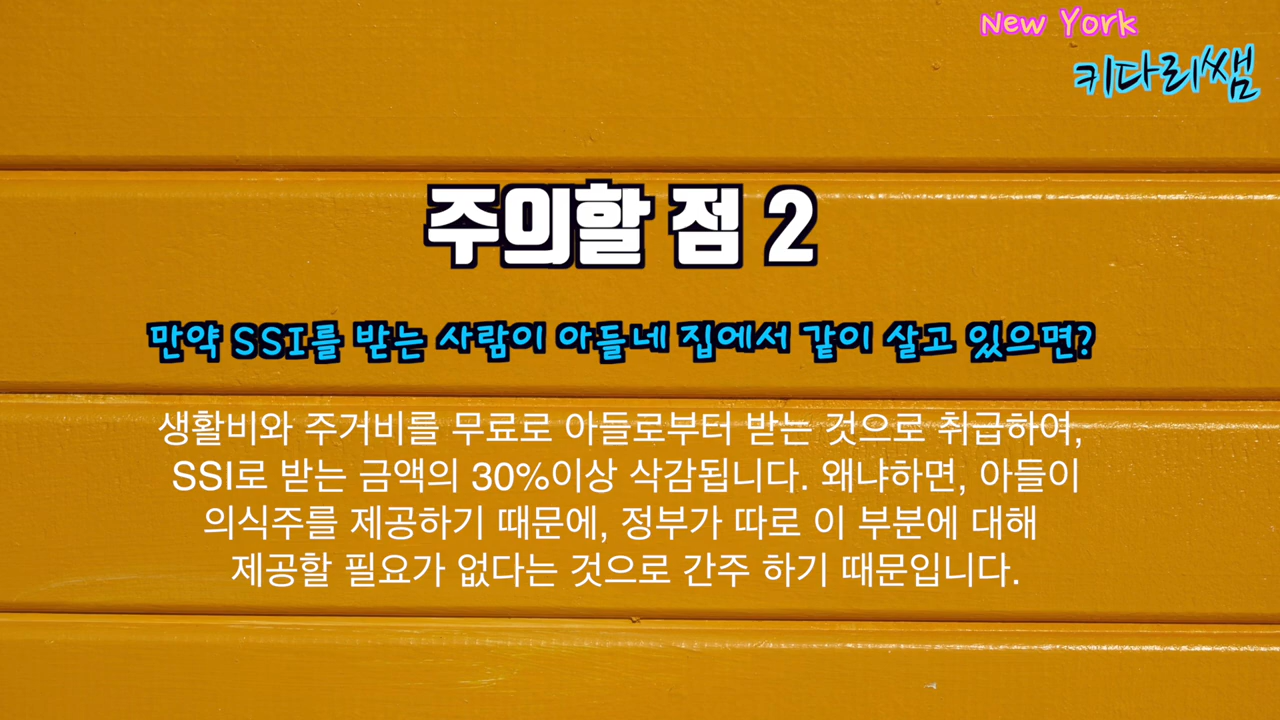 New York
키다리쌤
주의할 점 2
만약 SSI를 받는 사람이 아들네 집에서 같이 살고 있으면?
생활비와 주거비를 무료로 아들로부터 받는 것으로 취급하여,
SSI로 받는 금액의 30%이상 삭감됩니다. 왜냐하면, 아들이
의식주를 제공하기 때문에, 정부가 따로 이 부분에 대해
제공할 필요가 없다는 것으로 간주 하기 때문입니다.